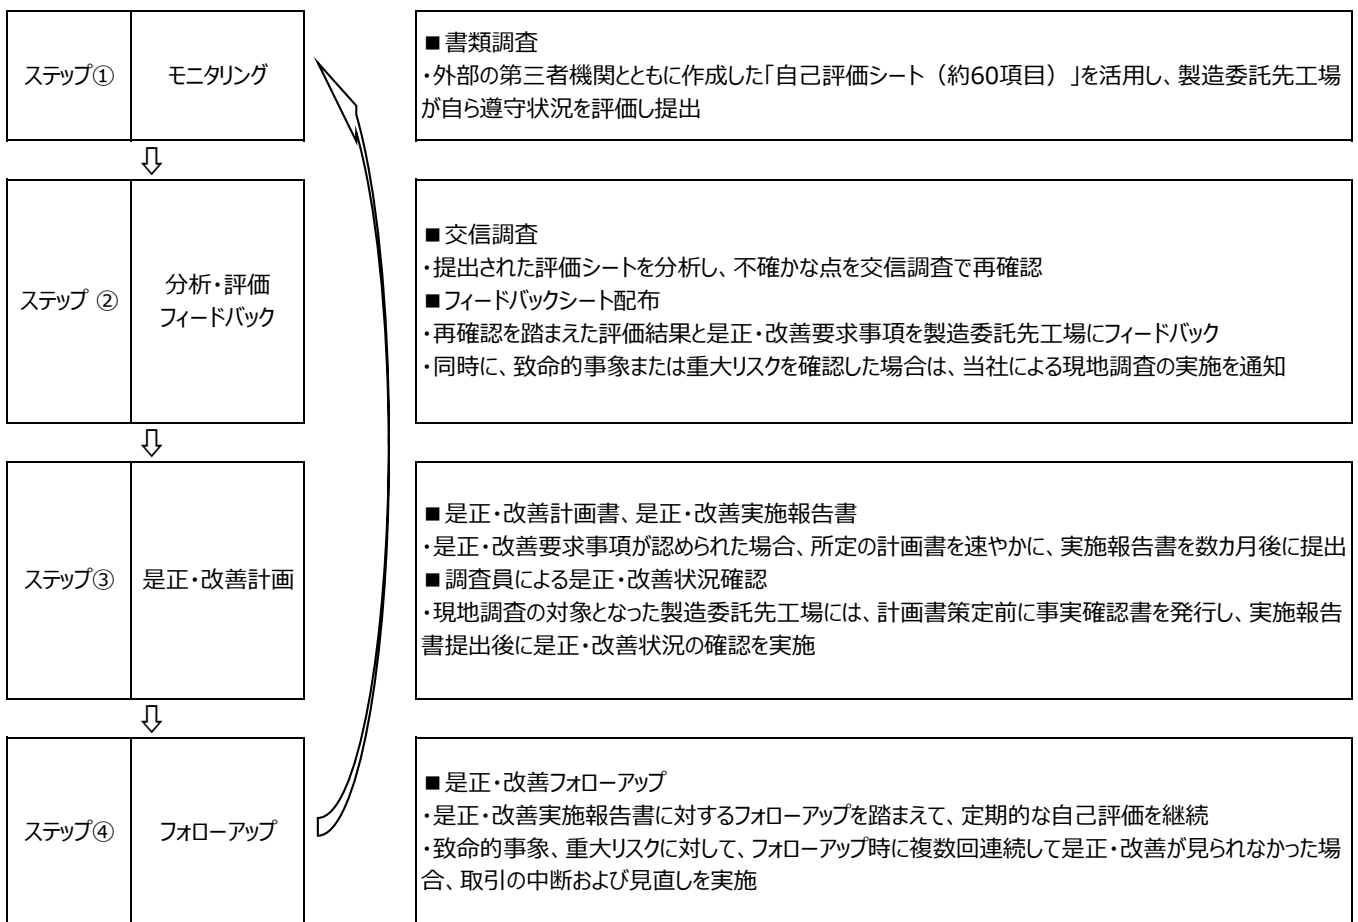 ステップ①
モニタリング
■書類調査
・外部の第三者機関とともに作成した「自己評価シート（約60項目）」を活用し、製造委託先工場
が自ら遵守状況を評価し提出
ステップ ②
分析・評価
フィードバック
■交信調査
・提出された評価シートを分析し、不確かな点を交信調査で再確認
■フィードバックシート配布
・再確認を踏まえた評価結果と是正・改善要求事項を製造委託先工場にフィードバック
・同時に、致命的事象または重大リスクを確認した場合は、当社による現地調査の実施を通知
ステップ③
是正・改善計画
■是正・改善計画書、是正・改善実施報告書
・是正・改善要求事項が認められた場合、所定の計画書を速やかに、実施報告書を数カ月後に提出
■調査員による是正・改善状況確認
・現地調査の対象となった製造委託先工場には、計画書策定前に事実確認書を発行し、実施報告
書提出後に是正・改善状況の確認を実施
ステップ④
フォローアップ
■是正・改善フォローアップ
・是正・改善実施報告書に対するフォローアップを踏まえて、定期的な自己評価を継続
・致命的事象、重大リスクに対して、フォローアップ時に複数回連続して是正・改善が見られなかった場
合、取引の中断および見直しを実施